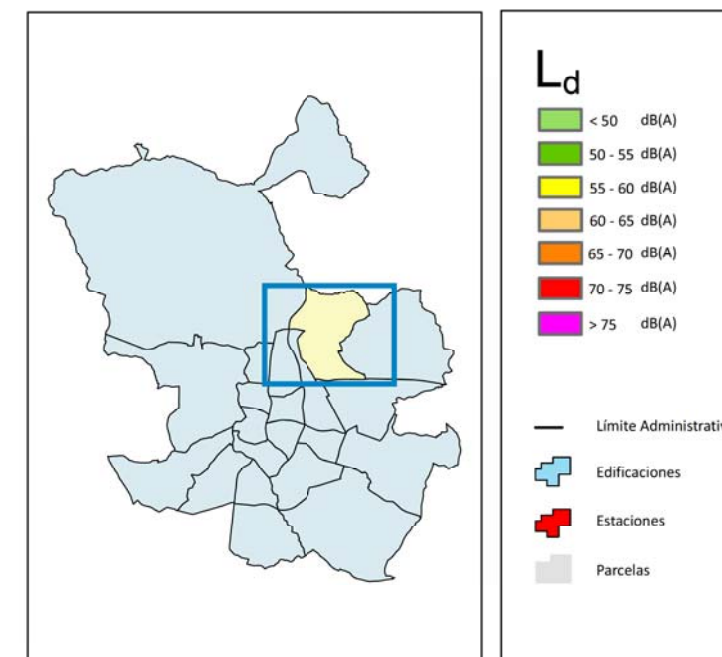 Ld
< 50 dB(A)
50 - 55 dB(A)
55 - 60 dB(A)
60 - 65 dB(A)
65 - 70 dB(A)
70 - 75 dB(A)
> 75 dB(A)
Límite Administrativ
Edificaciones
Estaciones
Parcelas